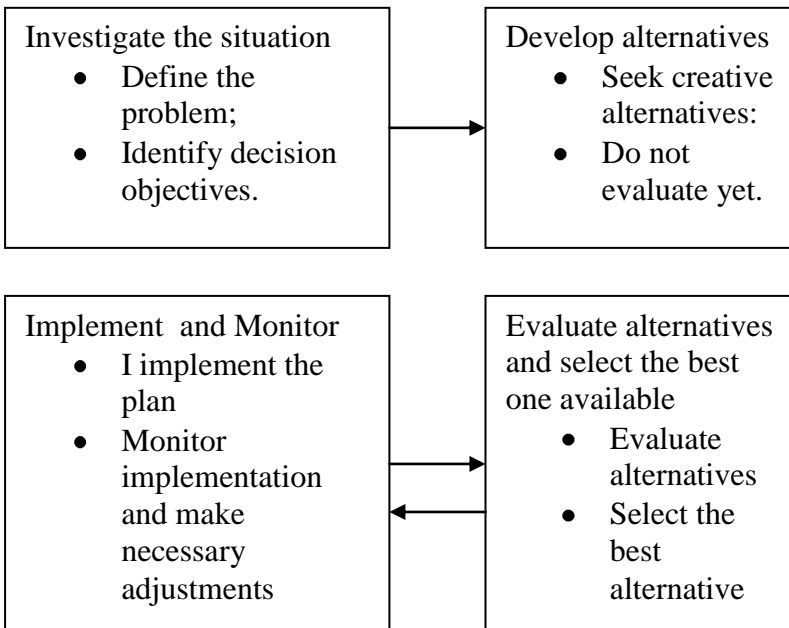 Investigate the situation
• Define the
problem;
• Identify decision
objectives.
Develop alternatives
• Seek creative
alternatives:
• Do not
evaluate yet.
Implement  and Monitor
• I implement the
plan
• Monitor
implementation
and make
necessary
adjustments
Evaluate alternatives
and select the best
one available
• Evaluate
alternatives
• Select the
best
alternative